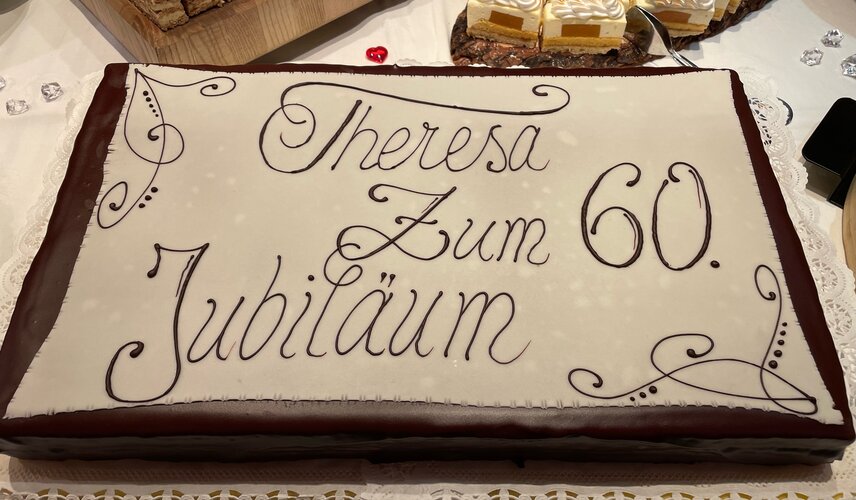 Theresa
Zum 60.
Jubiläum